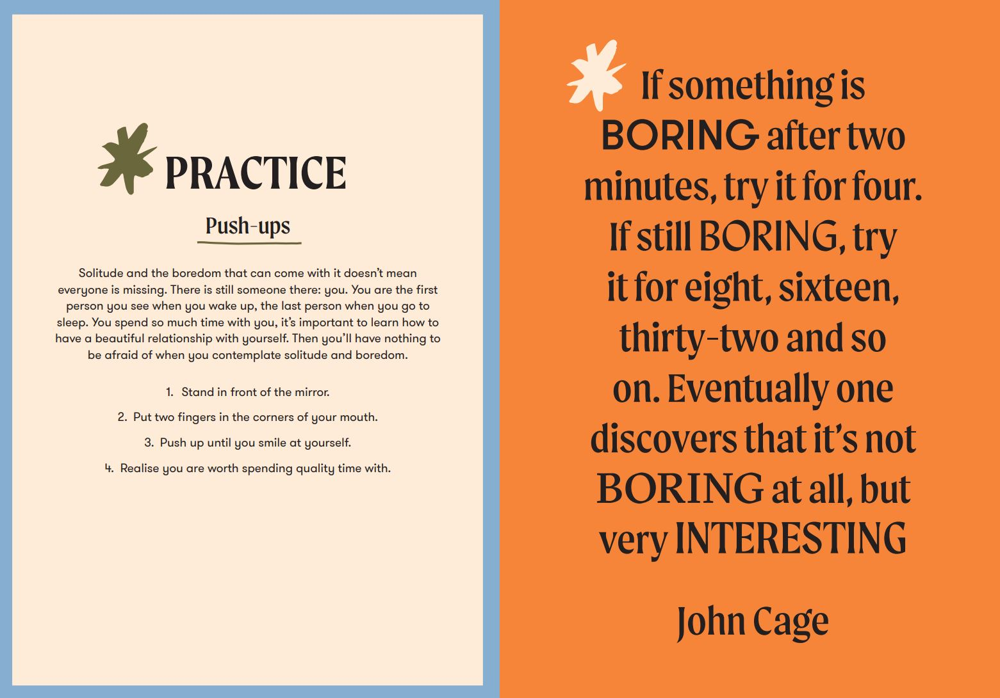 PRACTICE
Push-ups
Solitude and the boredom that can come with it doesn’t mean
everyone is missing. There is still someone there: you. You are the first
person you see when you wake up, the last person when you go to
sleep. You spend so much time with you, it’s important to learn how to
have a beautiful relationship with yourself. Then you’ll have nothing to
be afraid of when you contemplate solitude and boredom.
1. Stand in front of the mirror.
2. Put two fingers in the corners of your mouth.
3. Push up until you smile at yourself.
4. Realise you are worth spending quality time with.
If something is
BORING after two
minutes, try it for four.
If still BORING, try
it for eight, sixteen,
thirty-two and so
on. Eventually one
discovers that it’s not
BORING at all, but
very INTERESTING
John Cage